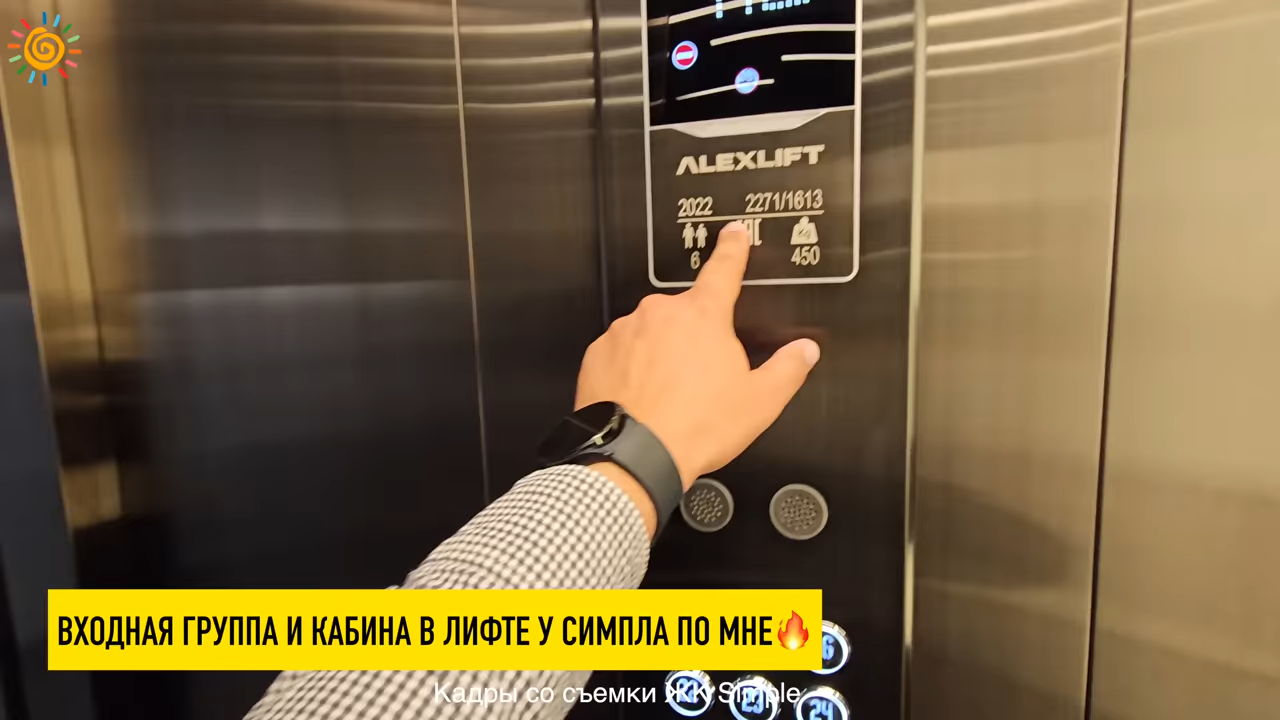 ALEXLIFT
2022 2271/1613
6 450
ВХОДНАЯ ГРУППА И КАБИНА В ЛИФТЕ У СИМПЛА ПО МНЕ🔥
Кадры со съемки ЖК Simple
23 24